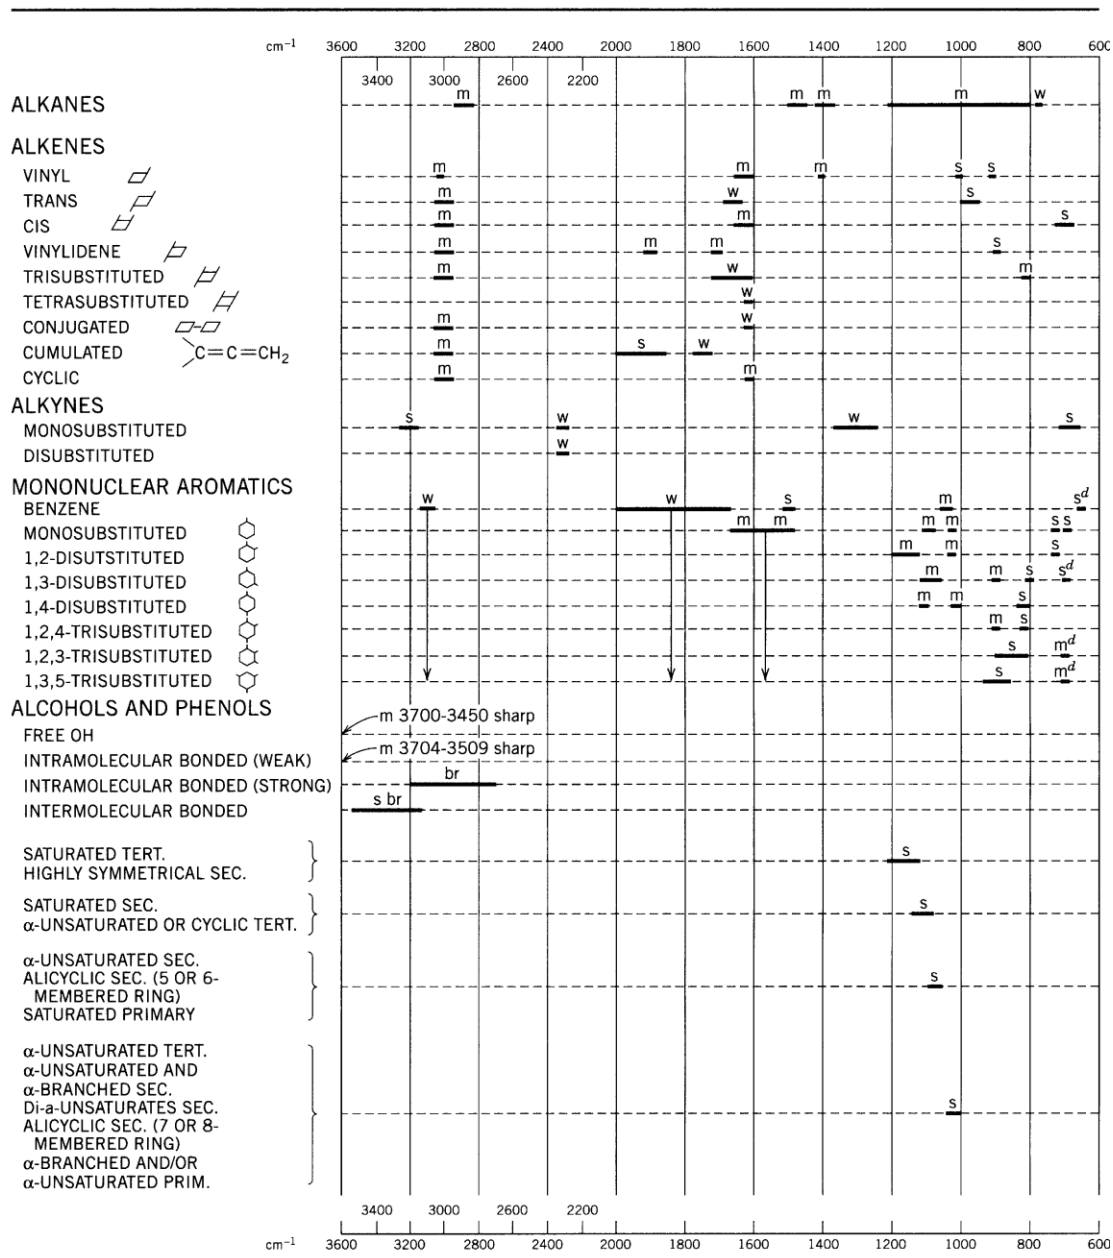 cm⁻¹ 3600 3200 2800 2400 2000 1800 1600 1400 1200 1000 800 600
3400 3000 2600 2200
ALKANES m m m m w
ALKENES
VINYL m m m s s
TRANS m w s
CIS m m s
VINYLIDENE m m m s
TRISUBSTITUTED m w m
TETRASUBSTITUTED w
CONJUGATED m w
CUMULATED C=C=CH₂ m s w
CYCLIC m m
ALKYNES
MONOSUBSTITUTED s w w s
DISUBSTITUTED w
MONONUCLEAR AROMATICS
BENZENE w w s m sᵈ
MONOSUBSTITUTED m m m m s s
1,2-DISUTSTITUTED m m s
1,3-DISUBSTITUTED m m s sᵈ
1,4-DISUBSTITUTED m m s
1,2,4-TRISUBSTITUTED m s
1,2,3-TRISUBSTITUTED s mᵈ
1,3,5-TRISUBSTITUTED s mᵈ
ALCOHOLS AND PHENOLS
m 3700-3450 sharp
FREE OH
m 3704-3509 sharp
INTRAMOLECULAR BONDED (WEAK)
INTRAMOLECULAR BONDED (STRONG) br
INTERMOLECULAR BONDED s br
SATURATED TERT.
HIGHLY SYMMETRICAL SEC. s
SATURATED SEC.
α-UNSATURATED OR CYCLIC TERT. s
α-UNSATURATED SEC.
ALICYCLIC SEC. (5 OR 6- s
MEMBERED RING)
SATURATED PRIMARY
α-UNSATURATED TERT.
α-UNSATURATED AND
α-BRANCHED SEC.
Di-a-UNSATURATES SEC. s
ALICYCLIC SEC. (7 OR 8-
MEMBERED RING)
α-BRANCHED AND/OR
α-UNSATURATED PRIM.
3400 3000 2600 2200
cm⁻¹ 3600 3200 2800 2400 2000 1800 1600 1400 1200 1000 800 600